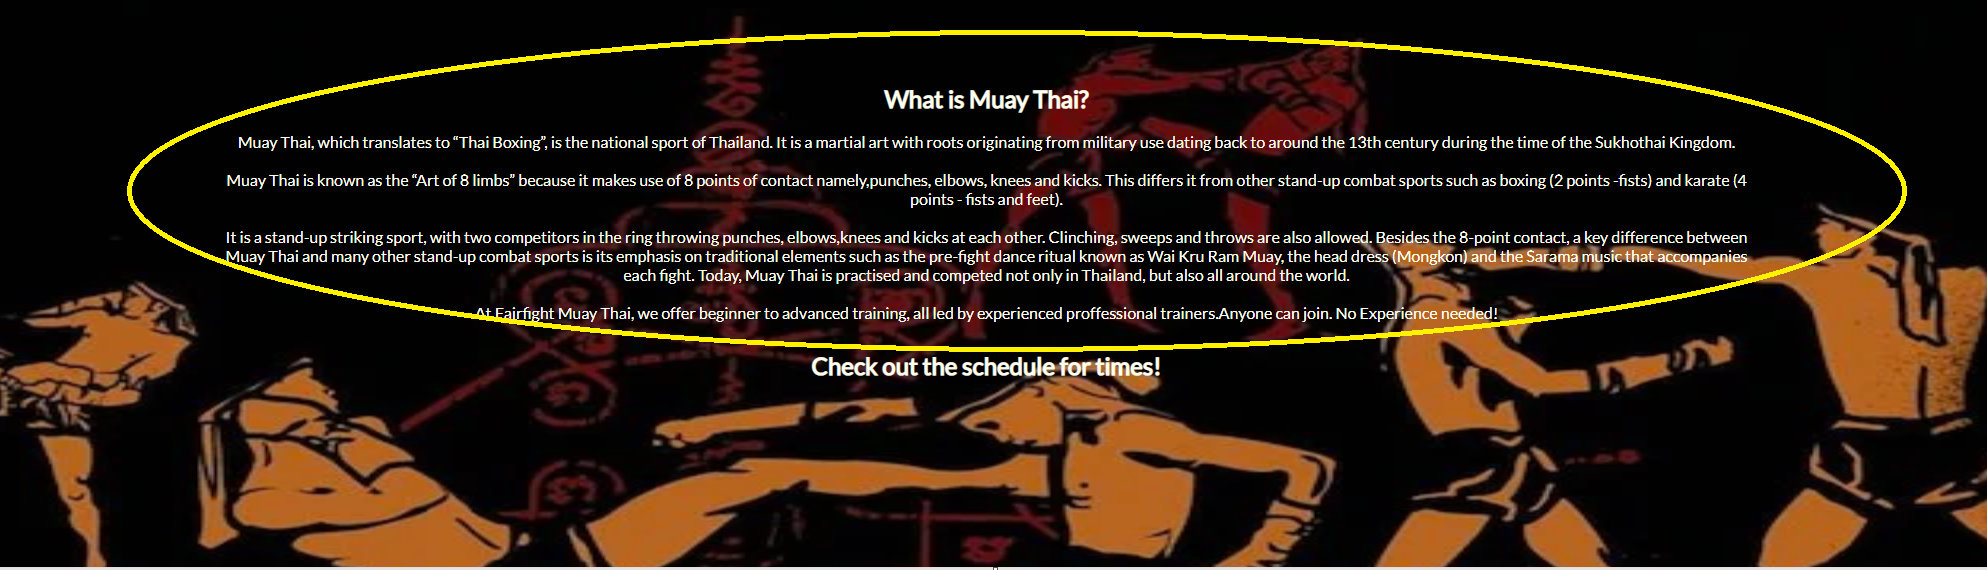 What is Muay Thai?
Muay Thai, which translates to “Thai Boxing”, is the national sport of Thailand. It is a martial art with roots originating from military use dating back to around the 13th century during the time of the Sukhothai Kingdom.
Muay Thai is known as the “Art of 8 limbs” because it makes use of 8 points of contact namely,punches, elbows, knees and kicks. This differs it from other stand-up combat sports such as boxing (2 points -fists) and karate (4
points - fists and feet).
It is a stand-up striking sport, with two competitors in the ring throwing punches, elbows,knees and kicks at each other. Clinching, sweeps and throws are also allowed. Besides the 8-point contact, a key difference between
Muay Thai and many other stand-up combat sports is its emphasis on traditional elements such as the pre-fight dance ritual known as Wai Kru Ram Muay, the head dress (Mongkon) and the Sarama music that accompanies
each fight. Today, Muay Thai is practised and competed not only in Thailand, but also all around the world.
At Fairfight Muay Thai, we offer beginner to advanced training, all led by experienced proffessional trainers.Anyone can join. No Experience needed!
Check out the schedule for times!